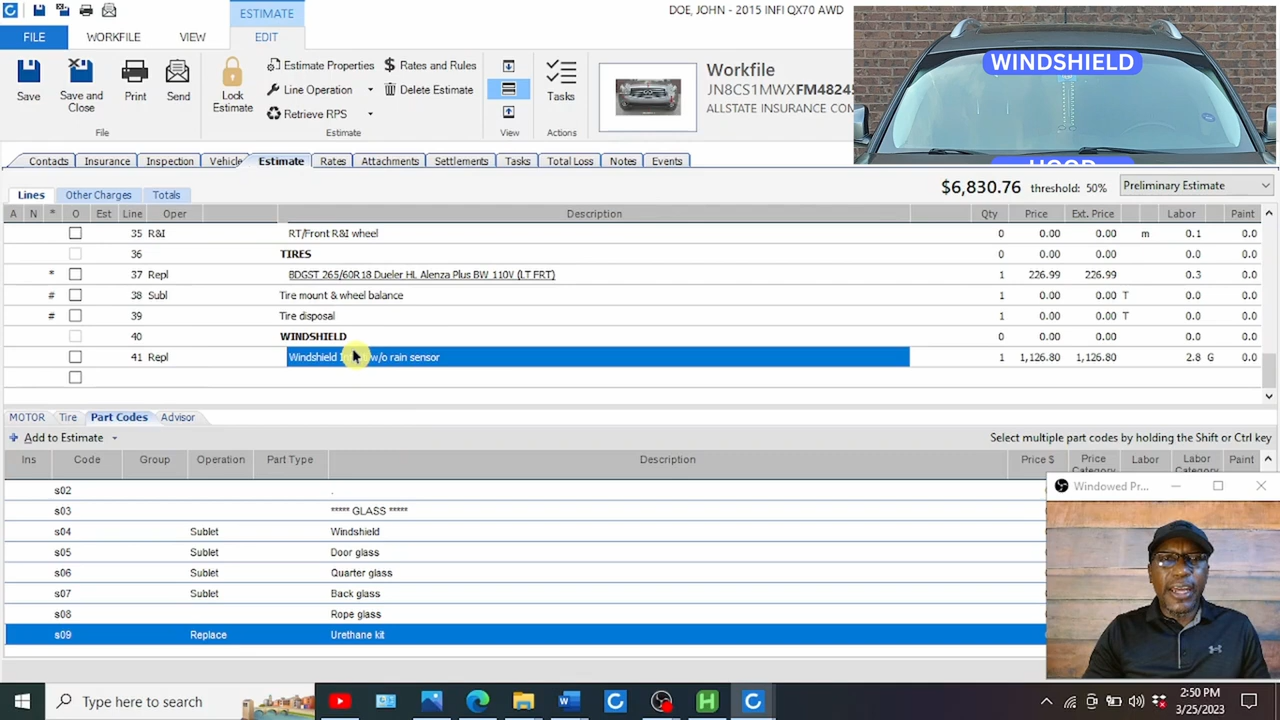 ESTIMATE
DOE, JOHN - 2015 INFI QX70 AWD
FILE WORKFILE VIEW EDIT
WINDSHIELD
HOOD
Save
Save and Close
Print
Send
File
Lock Estimate
Estimate Properties
Line Operation
Retrieve RPS
Rates and Rules
Delete Estimate
Estimate
View
Tasks
Actions
Workfile
JN8CS1MWXFM4824
ALLSTATE INSURANCE COM
Contacts Insurance Inspection Vehicle Estimate Rates Attachments Settlements Tasks Total Loss Notes Events
Lines Other Charges Totals
$6,830.76 threshold: 50% Preliminary Estimate
A N * O Est Line Oper Description Qty Price Ext. Price Labor Paint
35 R&I RT/Front R&I wheel 0 0.00 0.00 m 0.1 0.0
36 TIRES 0 0.00 0.00 0.0 0.0
* 37 Repl BDGST 265/60R18 Dueler HL Alenza Plus BW 110V (LT FRT) 1 226.99 226.99 0.3 0.0
# 38 Subl Tire mount & wheel balance 1 0.00 0.00 T 0.0 0.0
# 39 Tire disposal 1 0.00 0.00 T 0.0 0.0
40 WINDSHIELD 0 0.00 0.00 0.0 0.0
41 Repl Windshield w/o rain sensor 1 1,126.80 1,126.80 2.8 G 0.0
MOTOR Tire Part Codes Advisor
Add to Estimate Select multiple part codes by holding the Shift or Ctrl key
Ins Code Group Operation Part Type Description Price $ Price Category Labor Labor Category Paint
s02 .
s03 ***** GLASS *****
s04 Sublet Windshield
s05 Sublet Door glass
s06 Sublet Quarter glass
s07 Sublet Back glass
s08 Rope glass
s09 Replace Urethane kit
Windowed Pr...
Type here to search
2:50 PM
3/25/2023